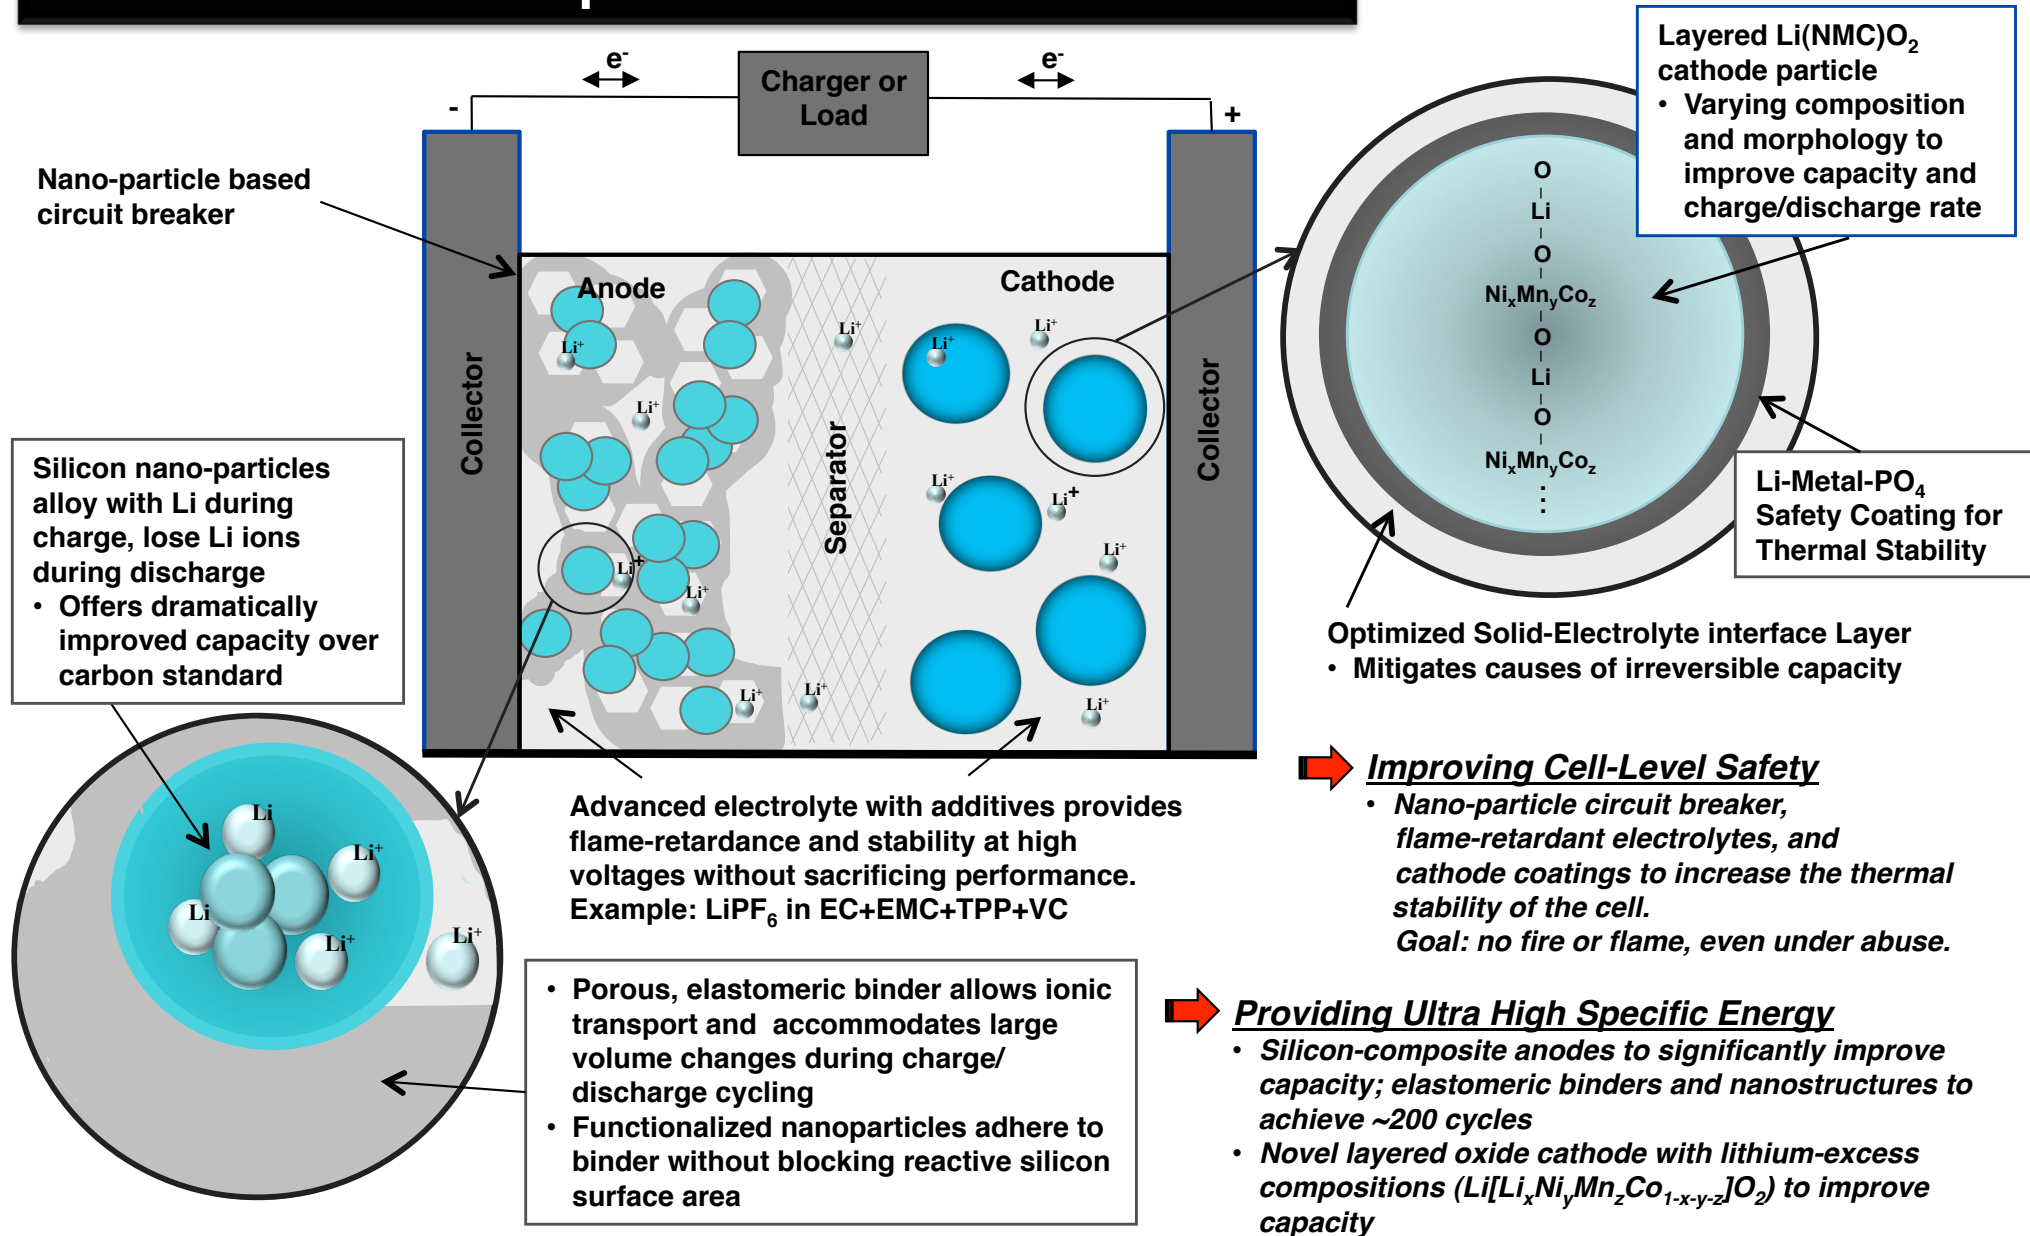 e-
e-
Charger or
Load
-
+
Nano-particle based
circuit breaker
Layered Li(NMC)O2
cathode particle
• Varying composition
and morphology to
improve capacity and
charge/discharge rate
Anode
Cathode
Collector
Separator
Collector
Li+
Li+
Li+
Li+
Li+
Li+
Li+
Li+
Li+
Li+
Li+
Li+
Li+
O
Li
O
NixMnyCoz
O
Li
O
NixMnyCoz
Li-Metal-PO4
Safety Coating for
Thermal Stability
Optimized Solid-Electrolyte interface Layer
• Mitigates causes of irreversible capacity
Silicon nano-particles
alloy with Li during
charge, lose Li ions
during discharge
• Offers dramatically
improved capacity over
carbon standard
Li
Li+
Li
Li+
Li+
Advanced electrolyte with additives provides
flame-retardance and stability at high
voltages without sacrificing performance.
Example: LiPF6 in EC+EMC+TPP+VC
• Porous, elastomeric binder allows ionic
transport and accommodates large
volume changes during charge/
discharge cycling
• Functionalized nanoparticles adhere to
binder without blocking reactive silicon
surface area
Improving Cell-Level Safety
• Nano-particle circuit breaker,
flame-retardant electrolytes, and
cathode coatings to increase the thermal
stability of the cell.
Goal: no fire or flame, even under abuse.
Providing Ultra High Specific Energy
• Silicon-composite anodes to significantly improve
capacity; elastomeric binders and nanostructures to
achieve ~200 cycles
• Novel layered oxide cathode with lithium-excess
compositions (Li[LixNiyMnzCo1-x-y-z]O2) to improve
capacity